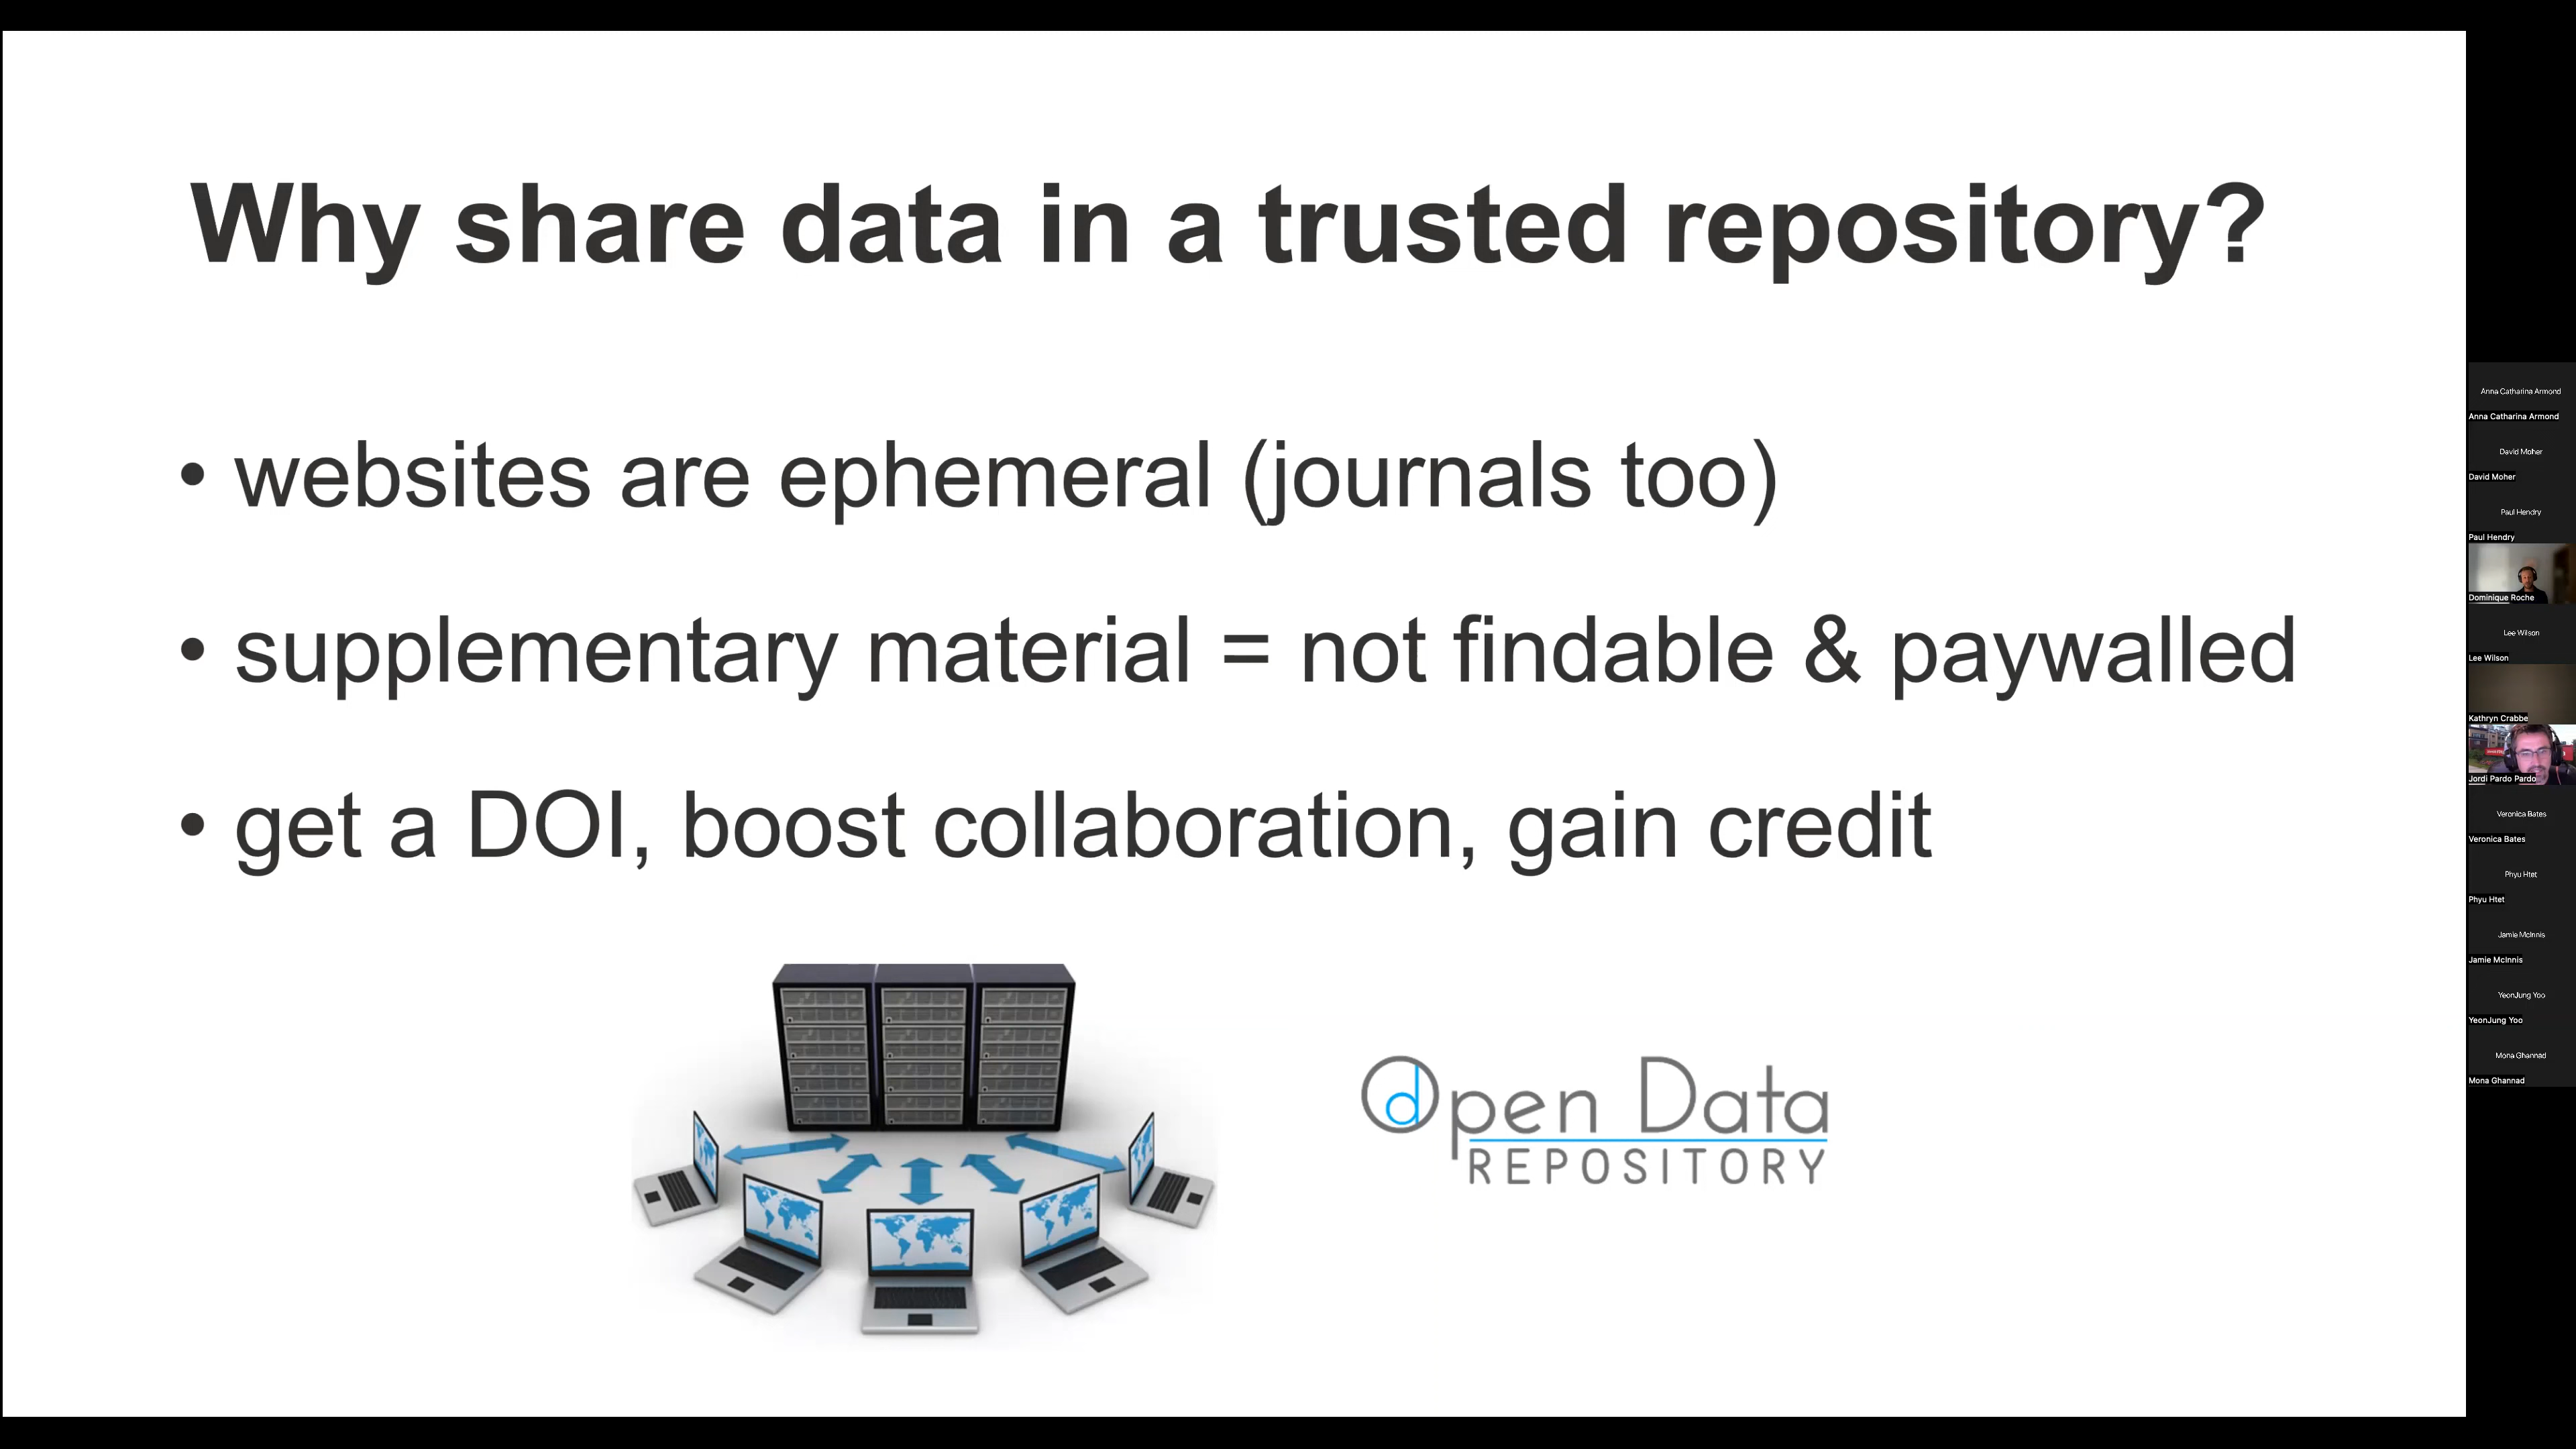 Why share data in a trusted repository?
• websites are ephemeral (journals too)
• supplementary material = not findable & paywalled
• get a DOI, boost collaboration, gain credit
Open Data
REPOSITORY
Anna Catharina Armond
Anna Catharina Armond
David Moher
David Moher
Paul Hendry
Paul Hendry
Dominique Roche
Lee Wilson
Lee Wilson
Kathryn Crabbe
Jordi Pardo Pardo
Veronica Bates
Veronica Bates
Phyu Htet
Phyu Htet
Jamie McInnis
Jamie McInnis
YeonJung Yoo
YeonJung Yoo
Mona Ghannad
Mona Ghannad